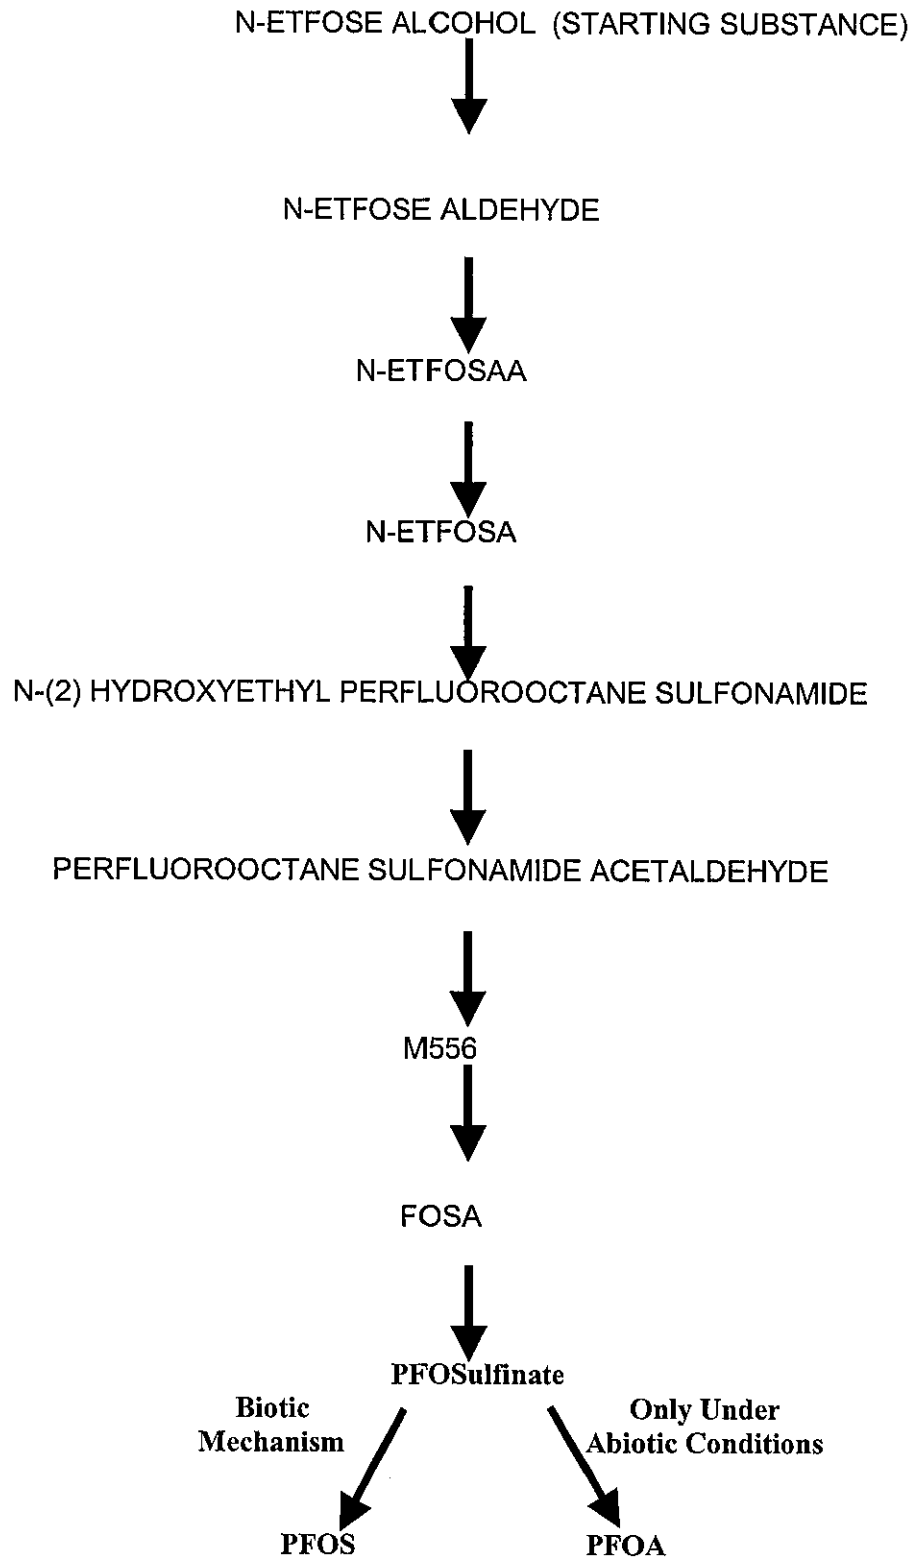 N-ETFOSE ALCOHOL (STARTING SUBSTANCE)
N-ETFOSE ALDEHYDE
N-ETFOSAA
N-ETFOSA
N-(2) HYDROXYETHYL PERFLUOROOCTANE SULFONAMIDE
PERFLUOROOCTANE SULFONAMIDE ACETALDEHYDE
M556
FOSA
PFOSulfinate
Biotic
Mechanism
Only Under
Abiotic Conditions
PFOS
PFOA